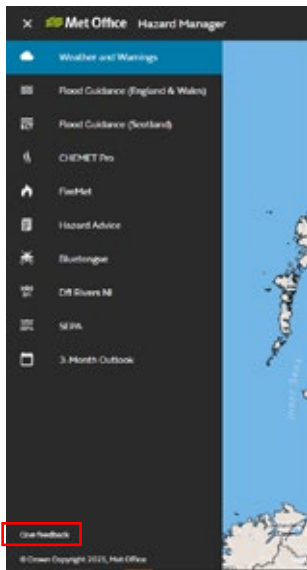 Met Office Hazard Manager
Weather and Warnings
Flood Guidance (England & Wales)
Flood Guidance (Scotland)
CHEMET Pro
FireMet
Hazard Advice
Bluetongue
DfI Rivers NI
SEPA
3-Month Outlook
Give feedback
© Crown Copyright 2025, Met Office